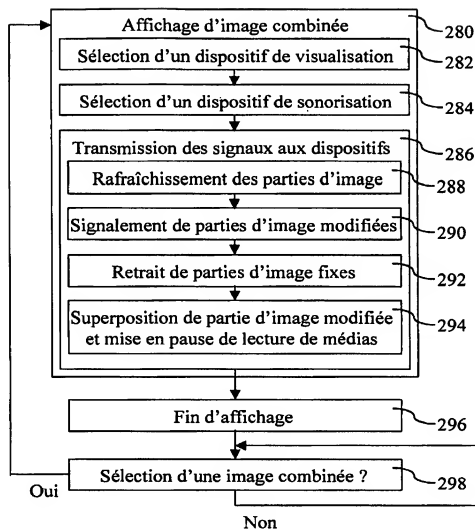 Affichage d'image combinée
280
Sélection d'un dispositif de visualisation
282
Sélection d'un dispositif de sonorisation
284
Transmission des signaux aux dispositifs
286
Rafraîchissement des parties d'image
288
Signalement de parties d'image modifiées
290
Retrait de parties d'image fixes
292
Superposition de partie d'image modifiée
et mise en pause de lecture de médias
294
Fin d'affichage
296
Sélection d'une image combinée ?
298
Oui
Non